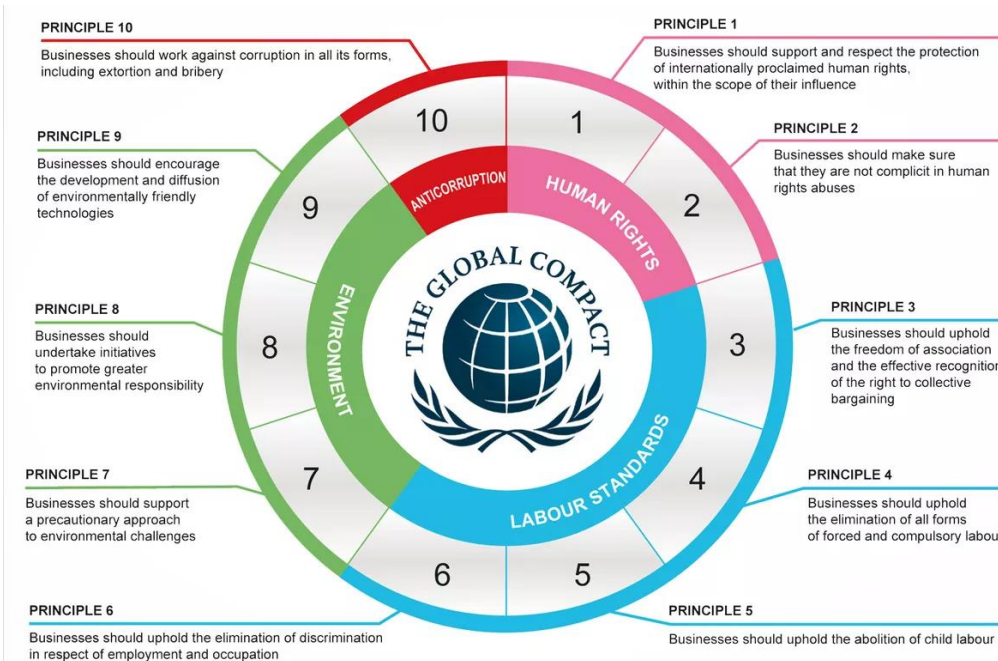 PRINCIPLE 10
Businesses should work against corruption in all its forms,
including extortion and bribery
PRINCIPLE 1
Businesses should support and respect the protection
of internationally proclaimed human rights,
within the scope of their influence
PRINCIPLE 9
Businesses should encourage
the development and diffusion
of environmentally friendly
technologies
PRINCIPLE 2
Businesses should make sure
that they are not complicit in human
rights abuses
PRINCIPLE 8
Businesses should
undertake initiatives
to promote greater
environmental responsibility
PRINCIPLE 3
Businesses should uphold
the freedom of association
and the effective recognition
of the right to collective
bargaining
PRINCIPLE 7
Businesses should support
a precautionary approach
to environmental challenges
PRINCIPLE 4
Businesses should uphold
the elimination of all forms
of forced and compulsory labou
PRINCIPLE 6
Businesses should uphold the elimination of discrimination
in respect of employment and occupation
PRINCIPLE 5
Businesses should uphold the abolition of child labour
10
1
2
3
4
5
6
7
8
9
ANTICORRUPTION
HUMAN RIGHTS
LABOUR STANDARDS
ENVIRONMENT
THE GLOBAL COMPACT